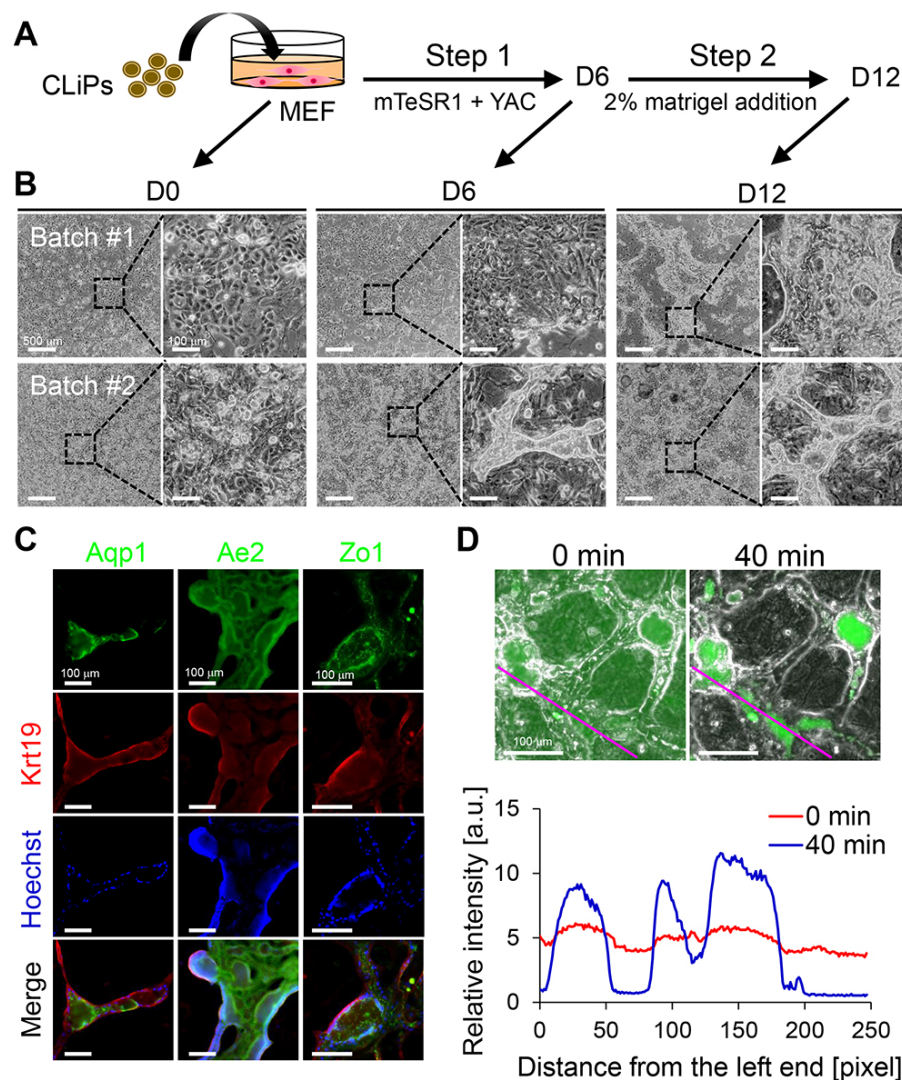 A
CLiPs
MEF
Step 1
mTeSR1 + YAC
D6
Step 2
2% matrigel addition
D12
B
D0
D6
D12
Batch #1
500 μm
100 μm
Batch #2
C
Aqp1
Ae2
Zo1
100 μm
100 μm
100 μm
Krt19
Hoechst
Merge
D
0 min
40 min
100 μm
Relative intensity [a.u.]
15
10
5
0
0 min
40 min
0
50
100
150
200
250
Distance from the left end [pixel]